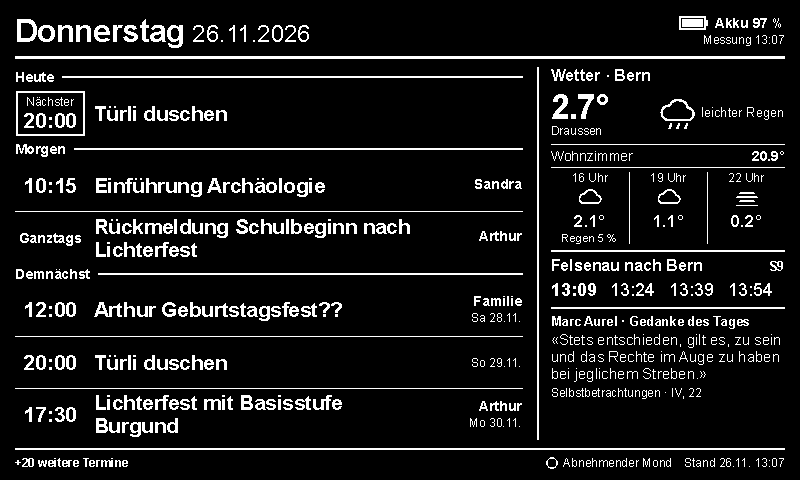 Donnerstag 26.11.2026
Akku 97 %
Messung 13:07
Heute
Nächster
20:00
Türli duschen
Morgen
10:15
Einführung Archäologie
Sandra
Ganztags
Rückmeldung Schulbeginn nach
Lichterfest
Arthur
Demnächst
12:00
Arthur Geburtstagsfest??
Familie
Sa 28.11.
20:00
Türli duschen
So 29.11.
17:30
Lichterfest mit Basisstufe
Burgund
Arthur
Mo 30.11.
+20 weitere Termine
Wetter · Bern
2.7°
Draussen
leichter Regen
Wohnzimmer 20.9°
16 Uhr 19 Uhr 22 Uhr
2.1° 1.1° 0.2°
Regen 5 %
Felsenau nach Bern S9
13:09 13:24 13:39 13:54
Marc Aurel · Gedanke des Tages
«Stets entschieden, gilt es, zu sein
und das Rechte im Auge zu haben
bei jeglichem Streben.»
Selbstbetrachtungen · IV, 22
Abnehmender Mond Stand 26.11. 13:07